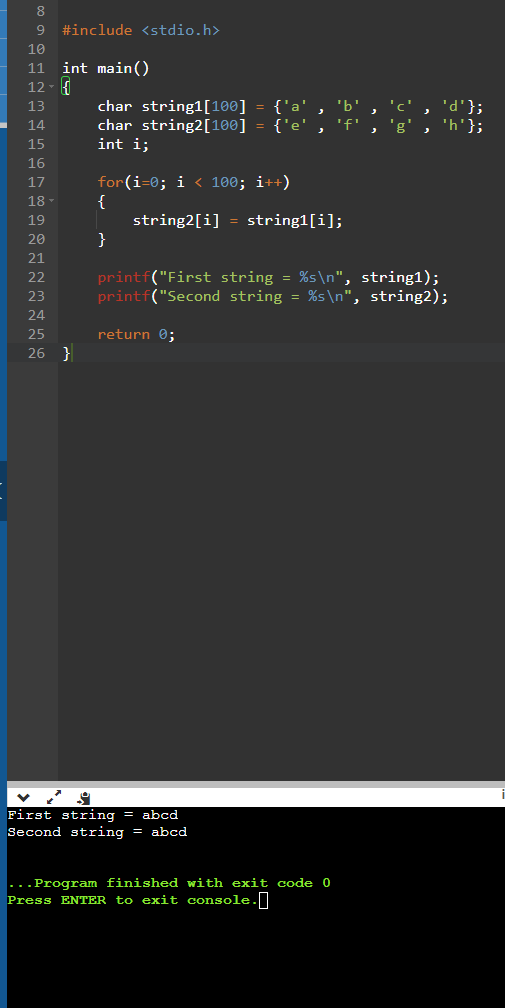 8
9 #include <stdio.h>
10
11 int main()
12 {
13     char string1[100] = {'a' , 'b' , 'c' , 'd'};
14     char string2[100] = {'e' , 'f' , 'g' , 'h'};
15     int i;
16
17     for(i=0; i < 100; i++)
18     {
19         string2[i] = string1[i];
20     }
21
22     printf("First string = %s\n", string1);
23     printf("Second string = %s\n", string2);
24
25     return 0;
26 }
First string = abcd
Second string = abcd
...Program finished with exit code 0
Press ENTER to exit console.